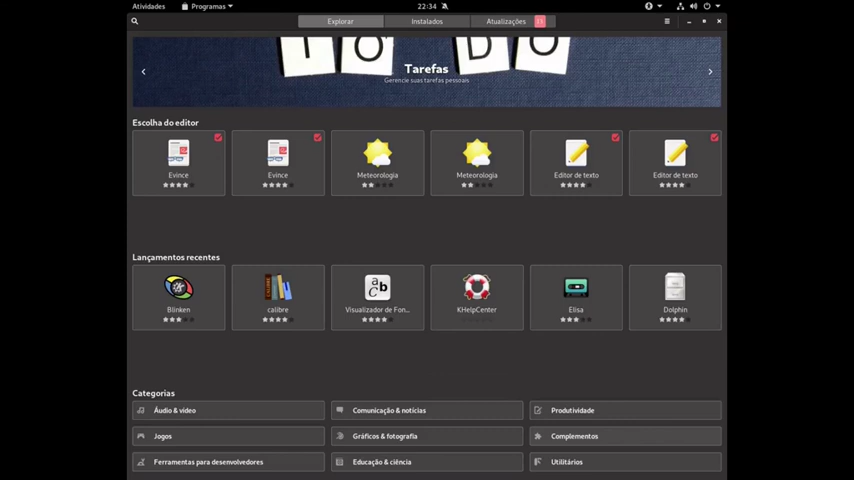 Atividades
Programas
22:34
Explorar
Instalados
Atualizações
TO DO
Tarefas
Gerencie suas tarefas pessoais
Escolha do editor
Evince
Evince
Meteorologia
Meteorologia
Editor de texto
Editor de texto
Lançamentos recentes
Blinken
calibre
Visualizador de Fon...
KHelpCenter
Elisa
Dolphin
Categorias
Áudio & vídeo
Comunicação & notícias
Produtividade
Jogos
Gráficos & fotografia
Complementos
Ferramentas para desenvolvedores
Educação & ciência
Utilitários